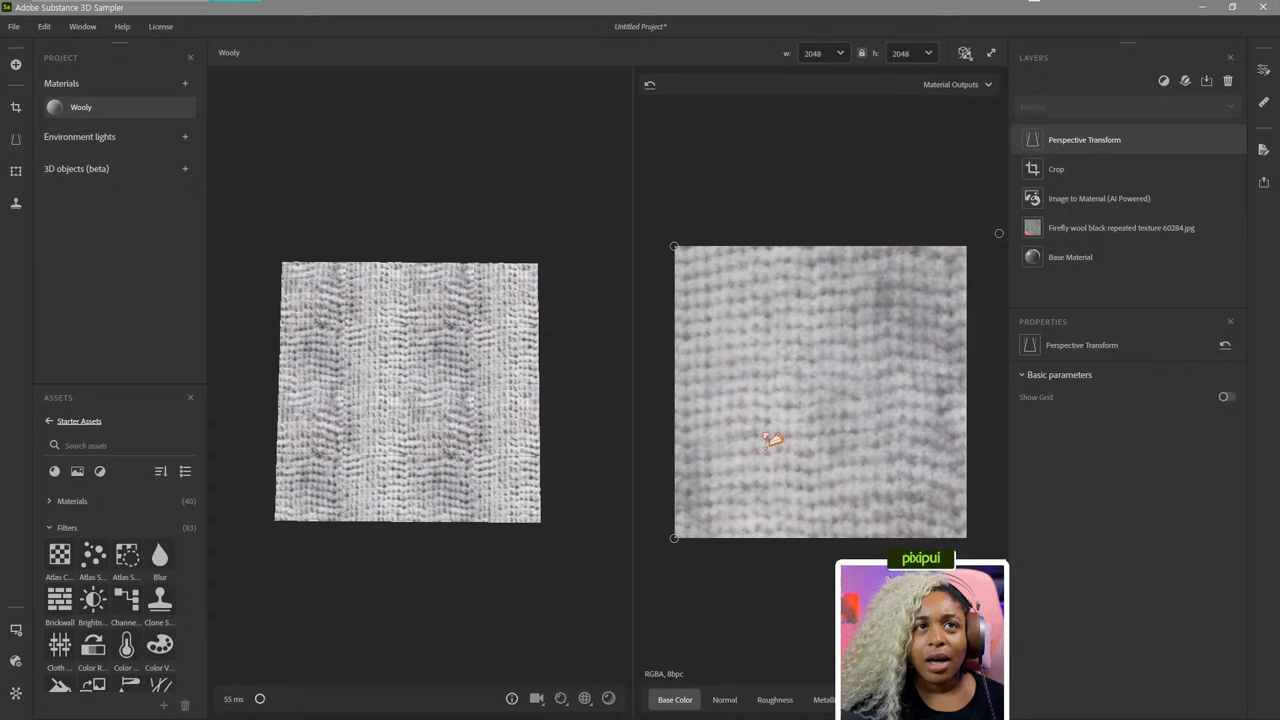 Sa Adobe Substance 3D Sampler
File Edit Window Help License
Untitled Project*
PROJECT
Materials
Wooly
Environment lights
3D objects (beta)
ASSETS
Starter Assets
Search assets
Materials (40)
Filters (83)
Atlas C... Atlas S... Atlas S... Blur
Brickwall Brightn... Channe... Clone S...
Cloth ... Color R... Color ... Color V...
Wooly
w: 2048 h: 2048
Material Outputs
55 ms
RGBA, 8bpc
Base Color Normal Roughness Metalli
pixipui
LAYERS
Perspective Transform
Crop
Image to Material (AI Powered)
Firefly wool black repeated texture 60284.jpg
Base Material
PROPERTIES
Perspective Transform
Basic parameters
Show Grid